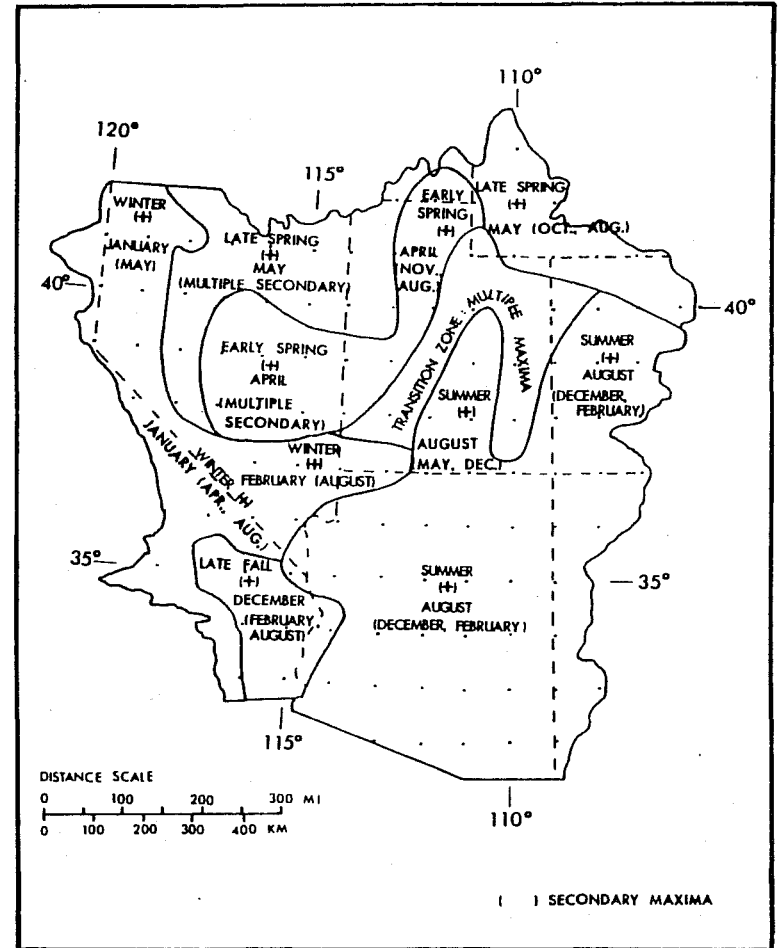 110°
120°
115°
WINTER
(+)
JANUARY
(MAY)
LATE SPRING
(+)
MAY
(MULTIPLE SECONDARY)
EARLY
SPRING
(+)
APRIL
(NOV.
AUG.)
LATE SPRING
(+)
MAY (OCT., AUG.)
40°
40°
EARLY SPRING
(+)
APRIL
(MULTIPLE
SECONDARY)
TRANSITION ZONE: MULTIPLE
MAXIMA
SUMMER
(+)
AUGUST
(MAY, DEC.)
SUMMER
(+)
AUGUST
(DECEMBER,
FEBRUARY)
WINTER
(+)
FEBRUARY (AUGUST)
WINTER (+)
JANUARY (APR., AUG.)
35°
35°
LATE FALL
(+)
DECEMBER
(FEBRUARY
AUGUST)
SUMMER
(+)
AUGUST
(DECEMBER, FEBRUARY)
115°
110°
DISTANCE SCALE
0 100 200 300 MI
0 100 200 300 400 KM
( ) SECONDARY MAXIMA